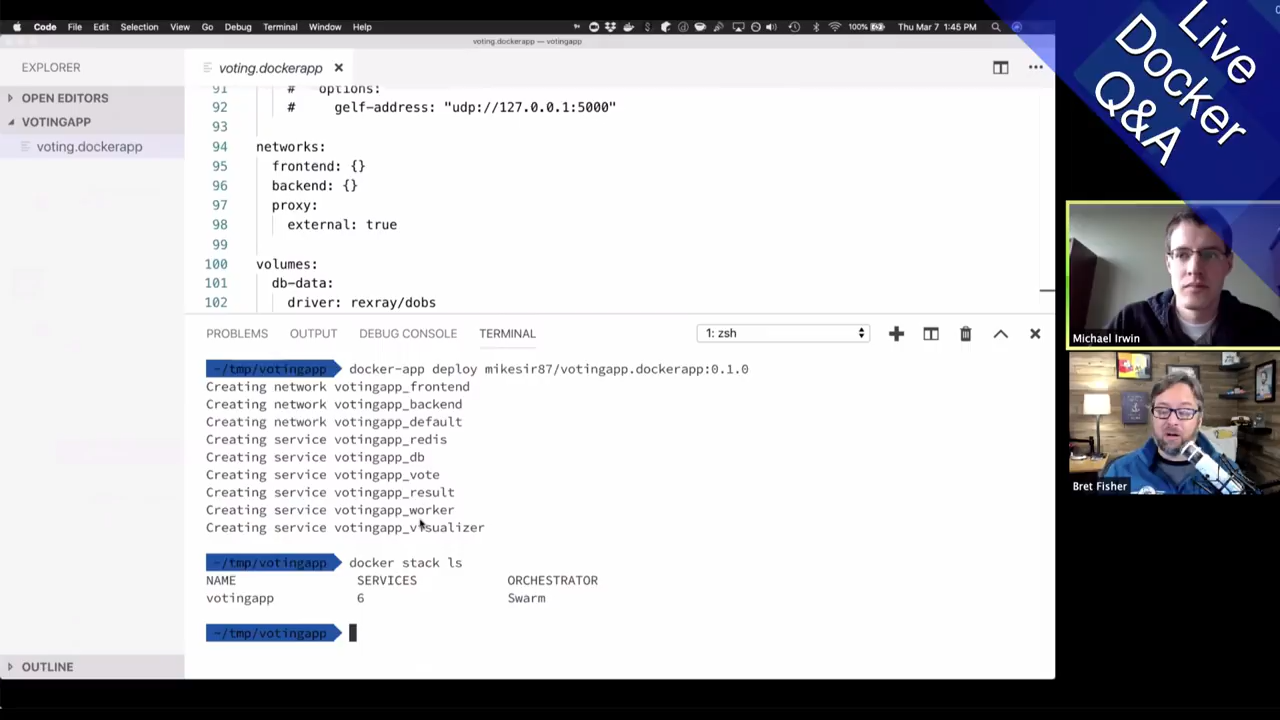 Code File Edit Selection View Go Debug Terminal Window Help
100% Thu Mar 7 1:45 PM
voting.dockerapp — votingapp
Live
Docker
Q&A
EXPLORER
OPEN EDITORS
VOTINGAPP
voting.dockerapp
OUTLINE
voting.dockerapp
91 # options:
92 # gelf-address: "udp://127.0.0.1:5000"
93
94 networks:
95 frontend: {}
96 backend: {}
97 proxy:
98 external: true
99
100 volumes:
101 db-data:
102 driver: rexray/dobs
PROBLEMS OUTPUT DEBUG CONSOLE TERMINAL 1: zsh
~/tmp/votingapp docker-app deploy mikesir87/votingapp.dockerapp:0.1.0
Creating network votingapp_frontend
Creating network votingapp_backend
Creating network votingapp_default
Creating service votingapp_redis
Creating service votingapp_db
Creating service votingapp_vote
Creating service votingapp_result
Creating service votingapp_worker
Creating service votingapp_visualizer
~/tmp/votingapp docker stack ls
NAME SERVICES ORCHESTRATOR
votingapp 6 Swarm
~/tmp/votingapp
Michael Irwin
Bret Fisher